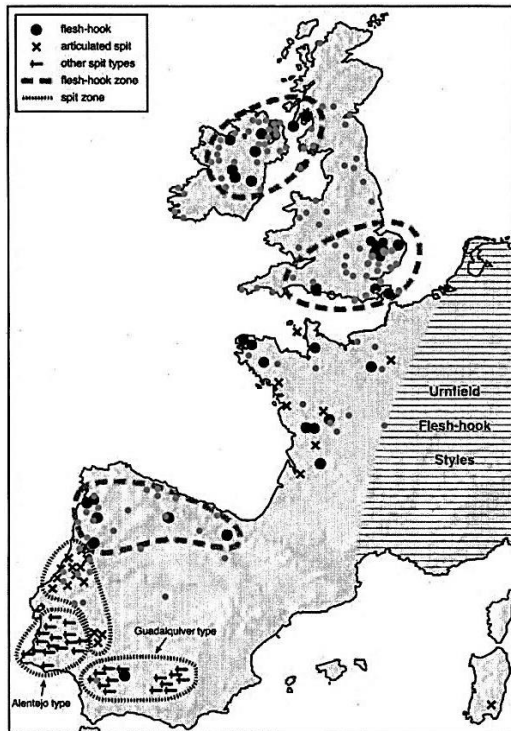 flesh-hook
articulated spit
other spit types
flesh-hook zone
spit zone
Urnfield
Flesh-hook
Styles
Guadalquiver type
Alentejo type